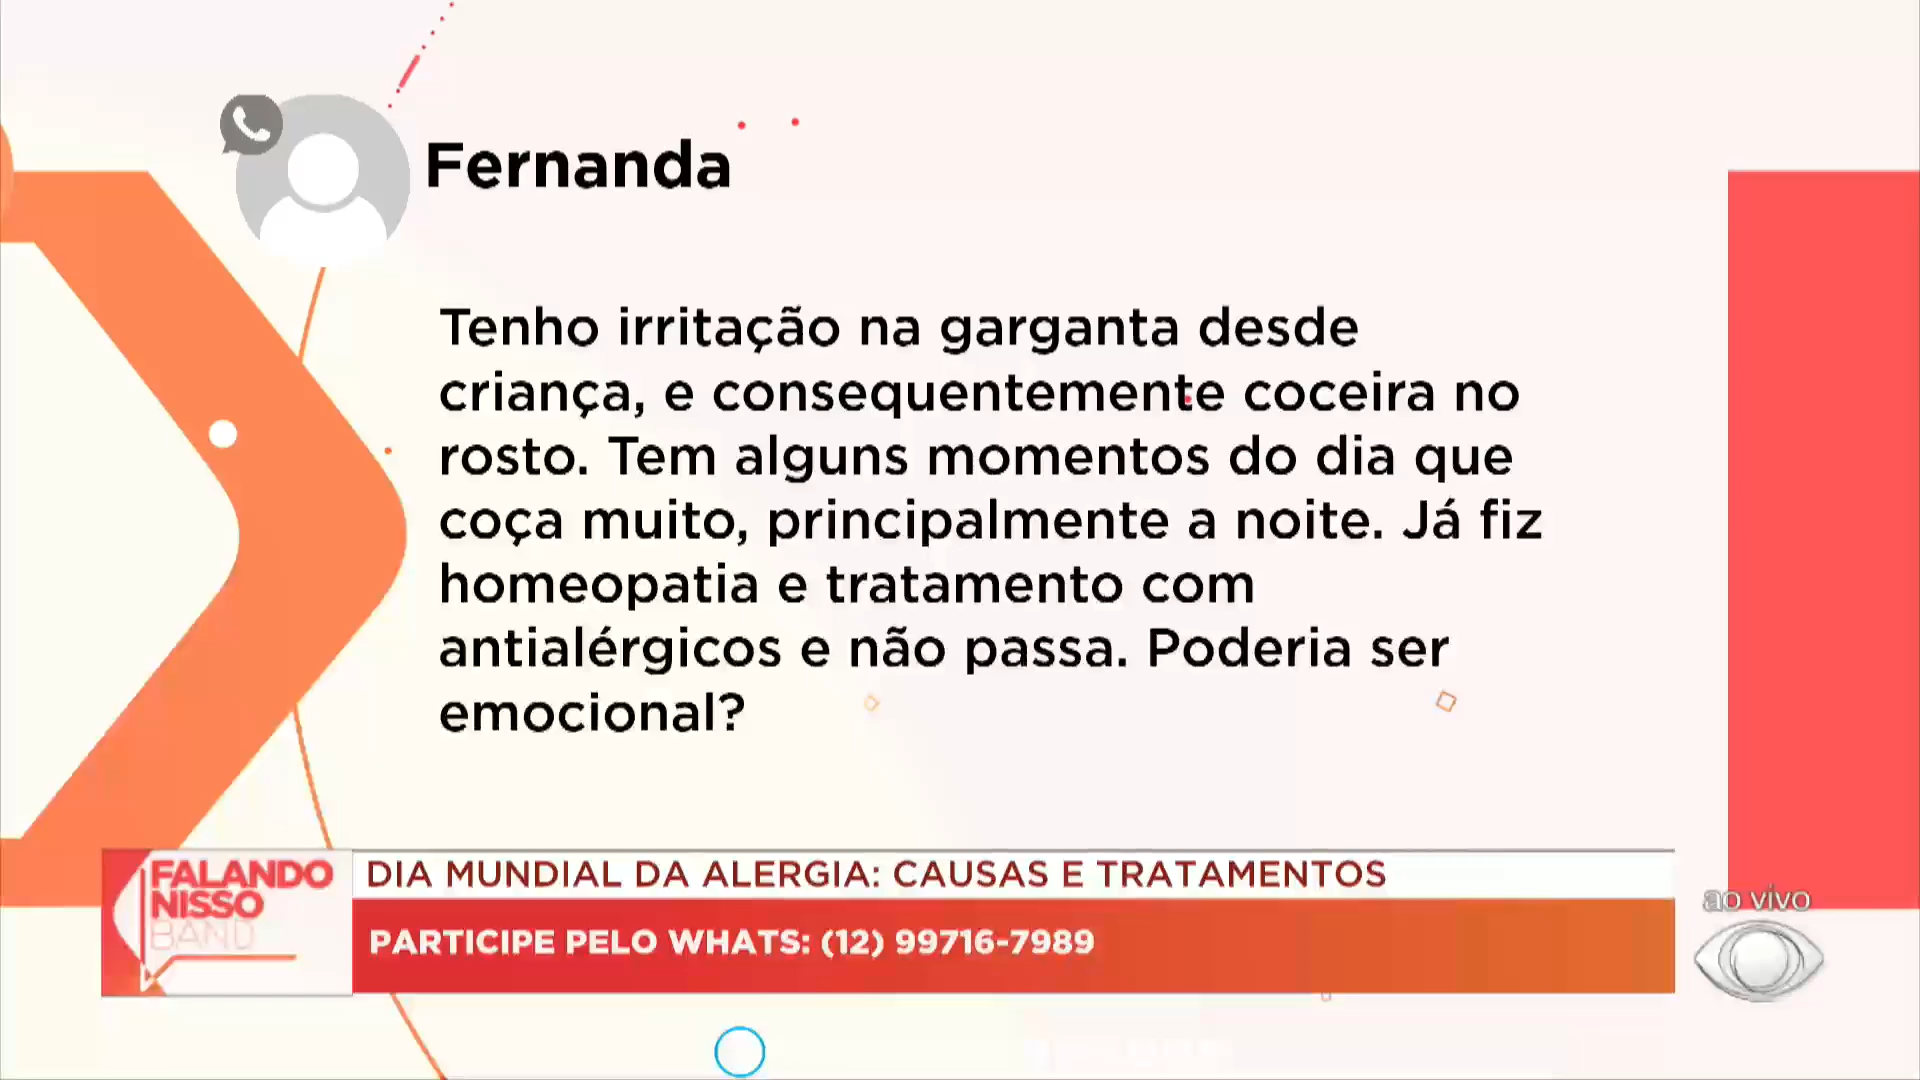 Fernanda
Tenho irritação na garganta desde
criança, e consequentemente coceira no
rosto. Tem alguns momentos do dia que
coça muito, principalmente a noite. Já fiz
homeopatia e tratamento com
antialérgicos e não passa. Poderia ser
emocional?
FALANDO
NISSO
BAND
DIA MUNDIAL DA ALERGIA: CAUSAS E TRATAMENTOS
PARTICIPE PELO WHATS: (12) 99716-7989
ao vivo